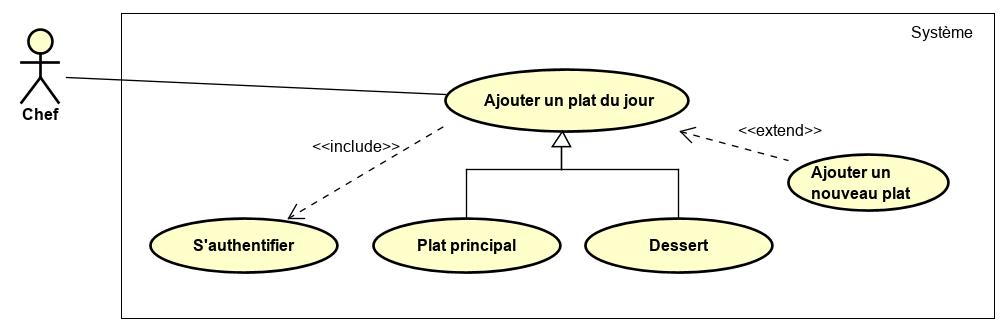 Système
Chef
Ajouter un plat du jour
<<include>>
<<extend>>
Ajouter un
nouveau plat
S'authentifier
Plat principal
Dessert